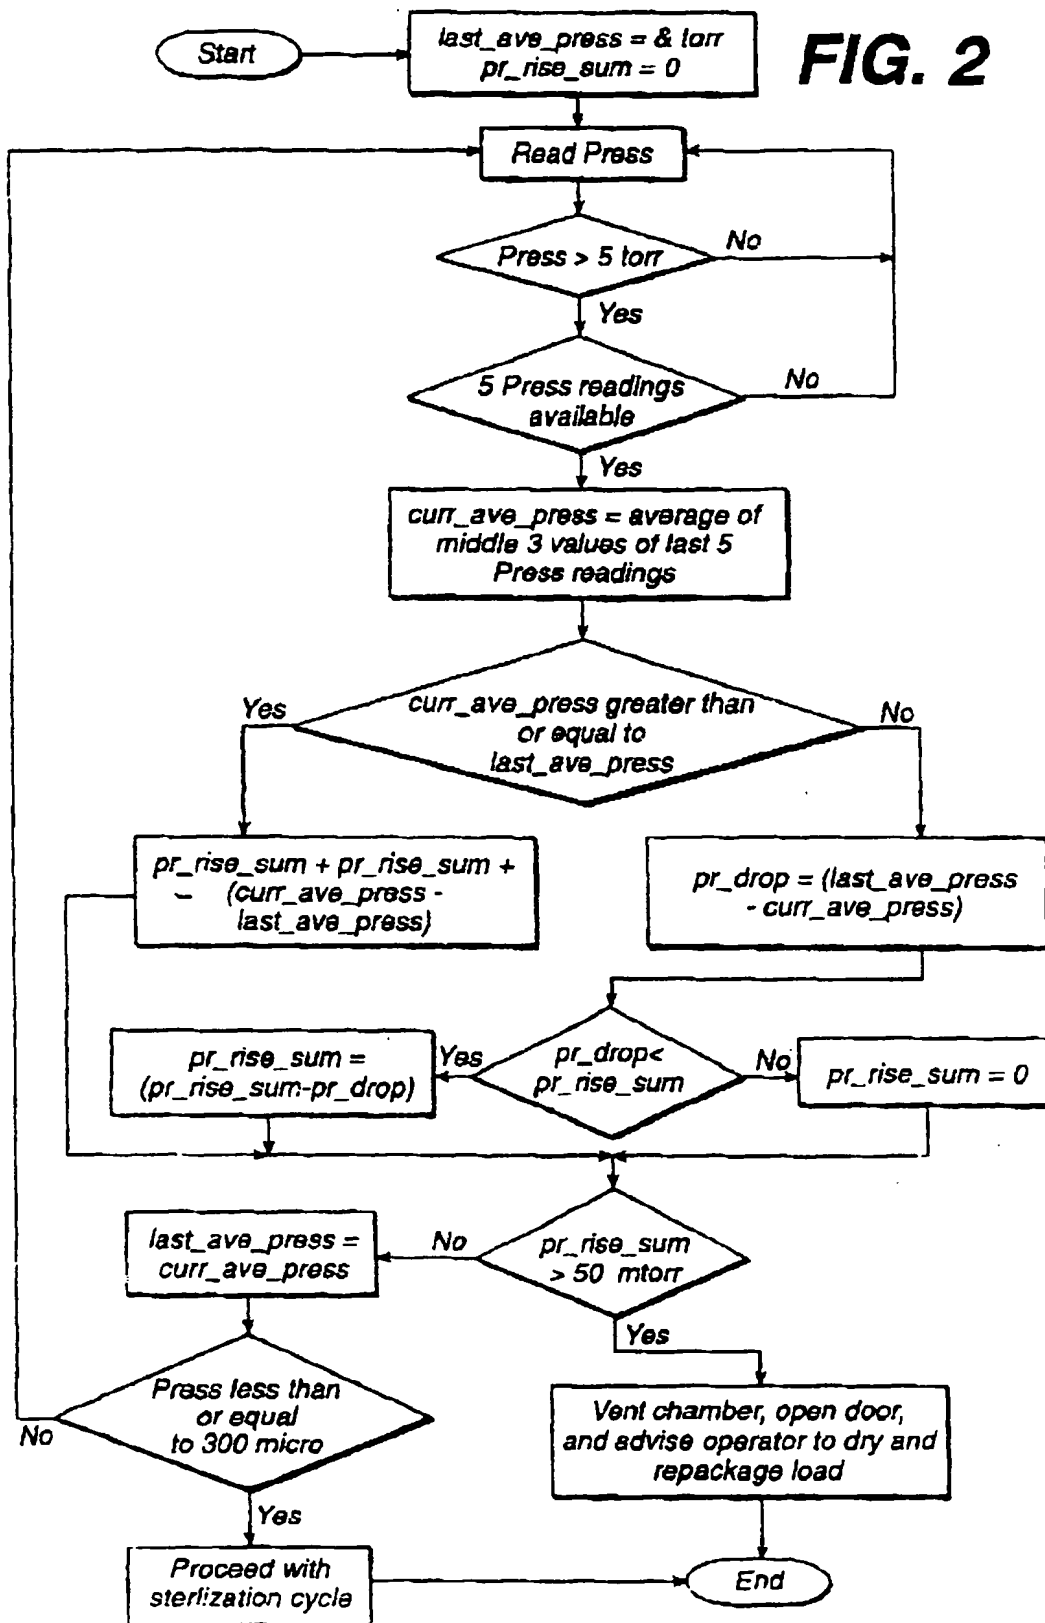 Start
last_ave_press = & torr
pr_rise_sum = 0
FIG. 2
Read Press
Press > 5 torr
No
Yes
5 Press readings
available
No
Yes
curr_ave_press = average of
middle 3 values of last 5
Press readings
curr_ave_press greater than
or equal to
last_ave_press
Yes
No
pr_rise_sum + pr_rise_sum +
– (curr_ave_press -
last_ave_press)
pr_drop = (last_ave_press
- curr_ave_press)
pr_drop<
pr_rise_sum
Yes
No
pr_rise_sum =
(pr_rise_sum-pr_drop)
pr_rise_sum = 0
pr_rise_sum
> 50 mtorr
No
Yes
last_ave_press =
curr_ave_press
Press less than
or equal
to 300 micro
No
Yes
Vent chamber, open door,
and advise operator to dry and
repackage load
Proceed with
sterlization cycle
End